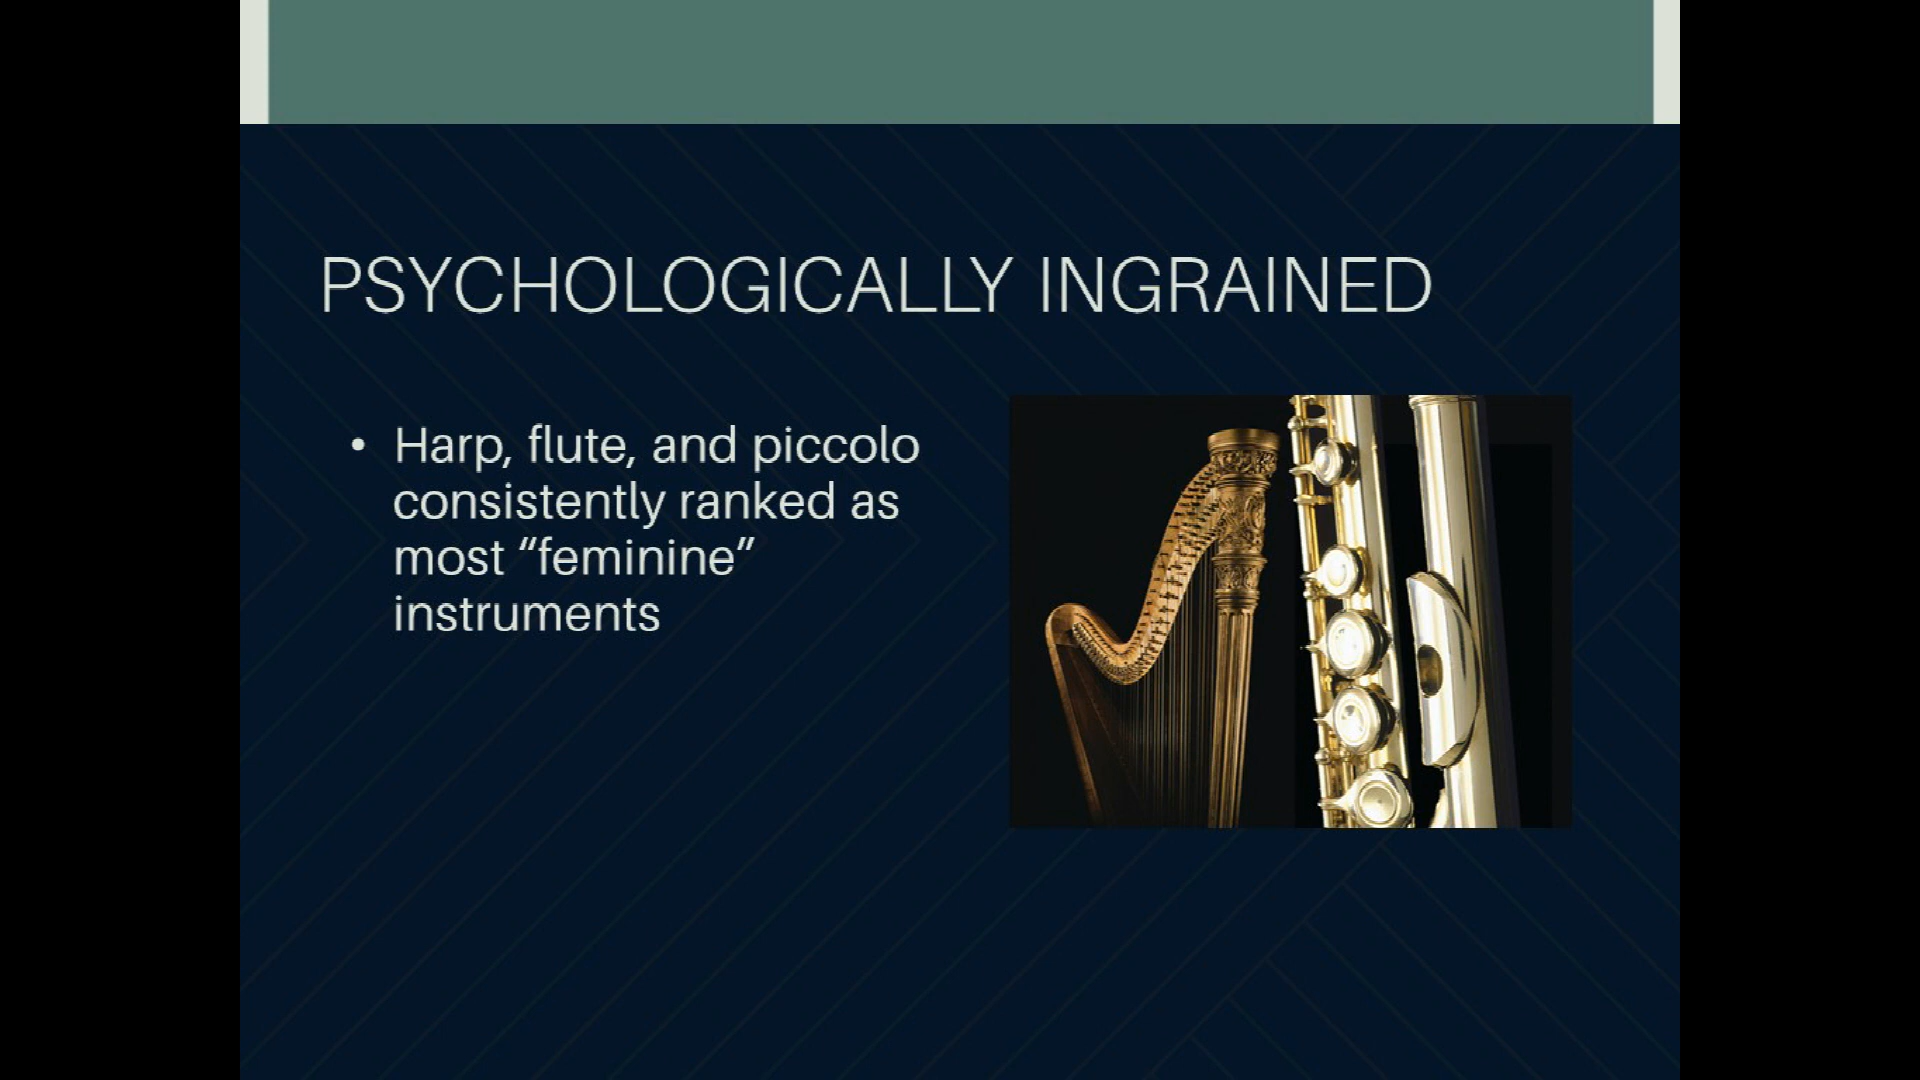 PSYCHOLOGICALLY INGRAINED
• Harp, flute, and piccolo
consistently ranked as
most “feminine”
instruments